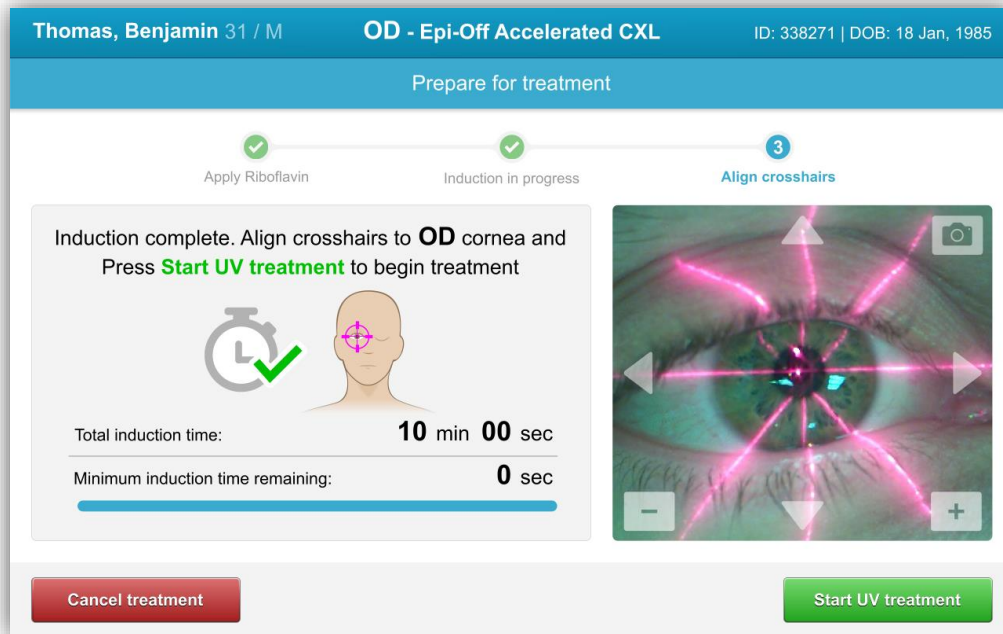 Thomas, Benjamin 31 / M OD - Epi-Off Accelerated CXL ID: 338271 | DOB: 18 Jan, 1985
Prepare for treatment
3
Apply Riboflavin Induction in progress Align crosshairs
Induction complete. Align crosshairs to OD cornea and
Press Start UV treatment to begin treatment
Total induction time: 10 min 00 sec
Minimum induction time remaining: 0 sec
Cancel treatment Start UV treatment